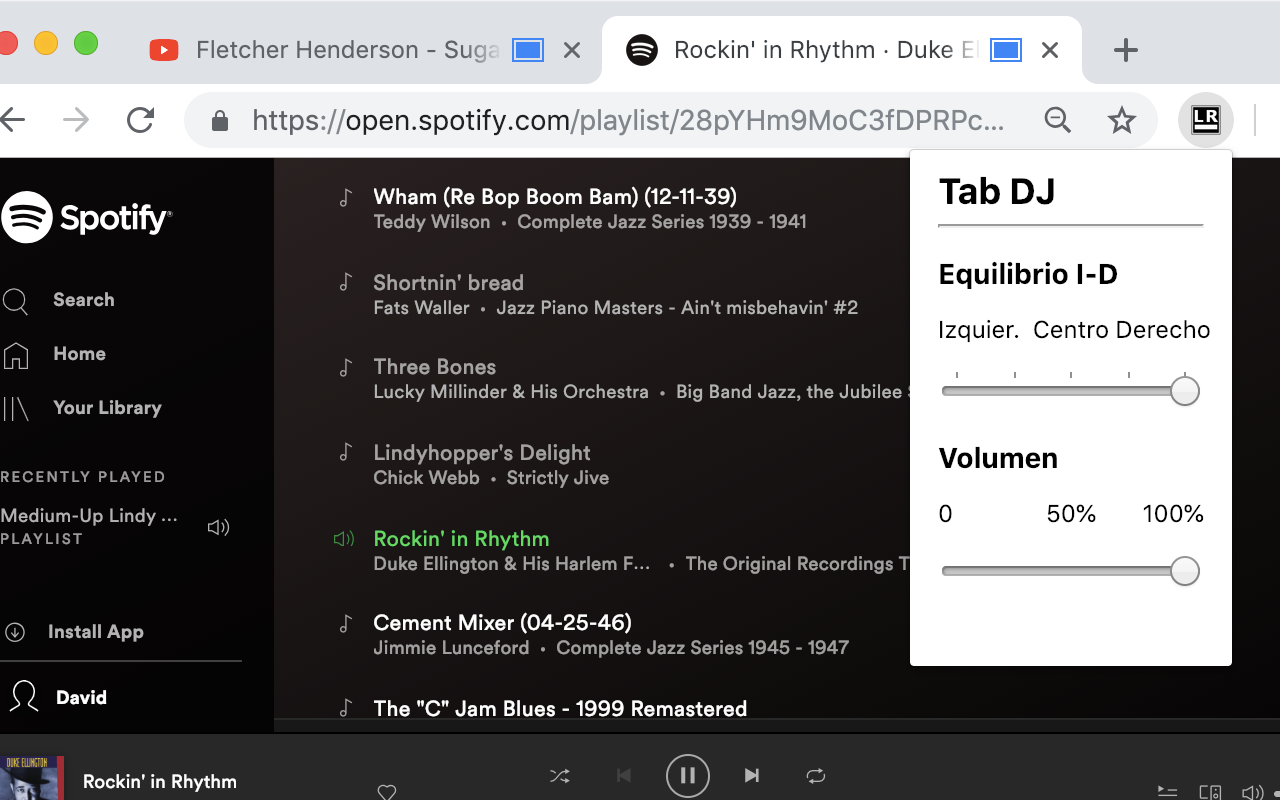 Fletcher Henderson - Suga
Rockin' in Rhythm · Duke El
https://open.spotify.com/playlist/28pYHm9MoC3fDPRPc...
LR
Spotify®
Search
Home
Your Library
RECENTLY PLAYED
Medium-Up Lindy ...
PLAYLIST
Install App
David
Wham (Re Bop Boom Bam) (12-11-39)
Teddy Wilson • Complete Jazz Series 1939 - 1941
Shortnin' bread
Fats Waller • Jazz Piano Masters - Ain't misbehavin' #2
Three Bones
Lucky Millinder & His Orchestra • Big Band Jazz, the Jubilee S
Lindyhopper's Delight
Chick Webb • Strictly Jive
Rockin' in Rhythm
Duke Ellington & His Harlem F... • The Original Recordings T
Cement Mixer (04-25-46)
Jimmie Lunceford • Complete Jazz Series 1945 - 1947
The "C" Jam Blues - 1999 Remastered
Tab DJ
Equilibrio I-D
Izquier. Centro Derecho
Volumen
0 50% 100%
DUKE ELLINGTON
Rockin' in Rhythm